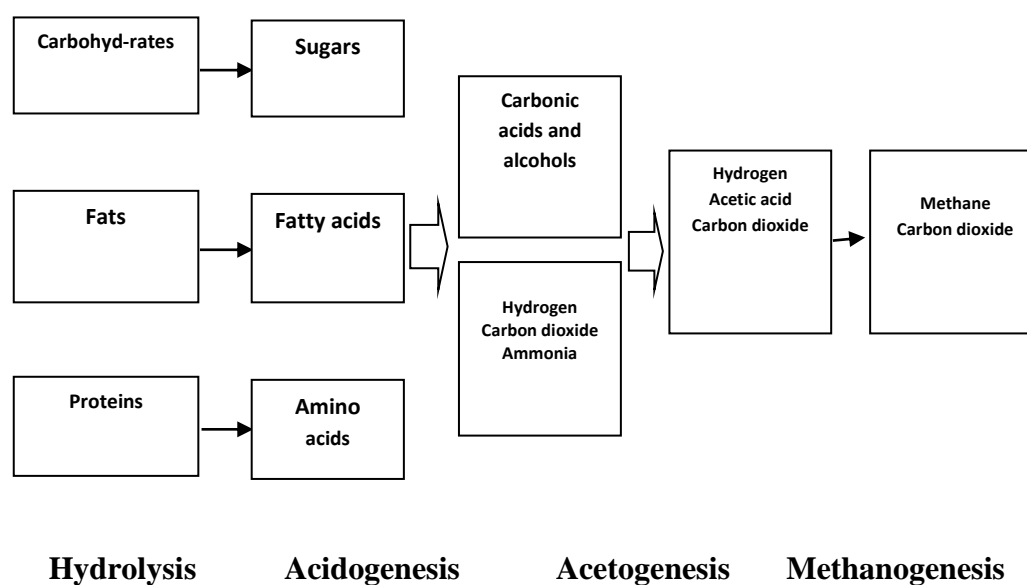 Carbohyd-rates
Sugars
Fats
Fatty acids
Proteins
Amino
acids
Carbonic
acids and
alcohols
Hydrogen
Carbon dioxide
Ammonia
Hydrogen
Acetic acid
Carbon dioxide
Methane
Carbon dioxide
Hydrolysis
Acidogenesis
Acetogenesis
Methanogenesis